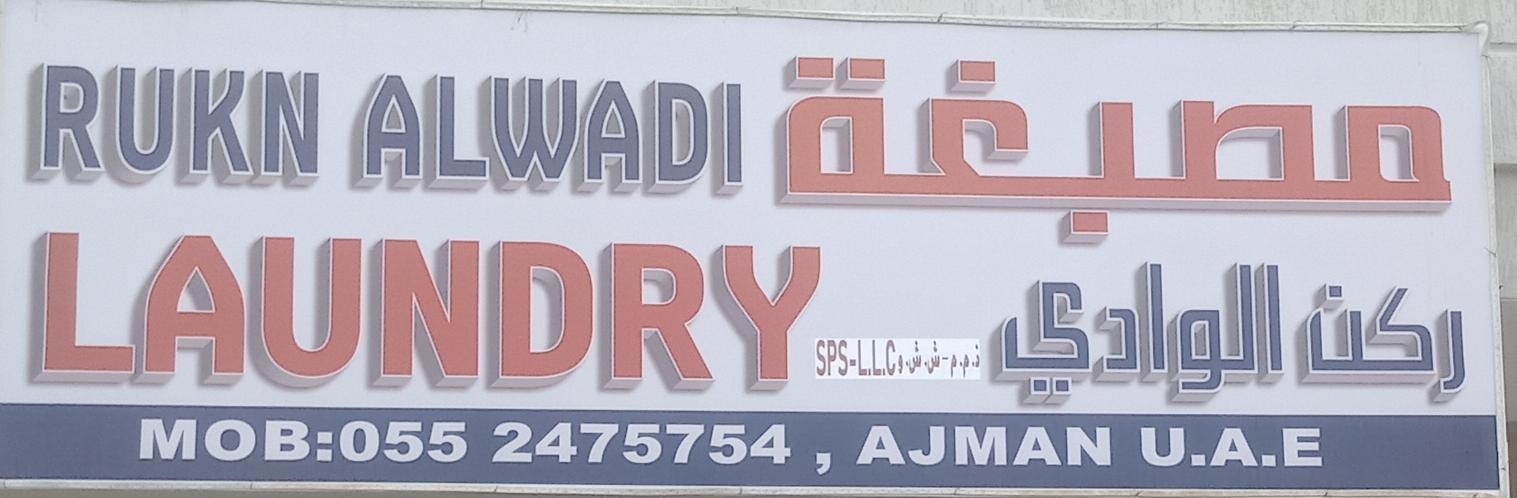 RUKN ALWADI
مصبغة
LAUNDRY
ركن الوادي
SPS-L.L.C ذ.م.م-ش.ش.و
MOB:055 2475754 , AJMAN U.A.E